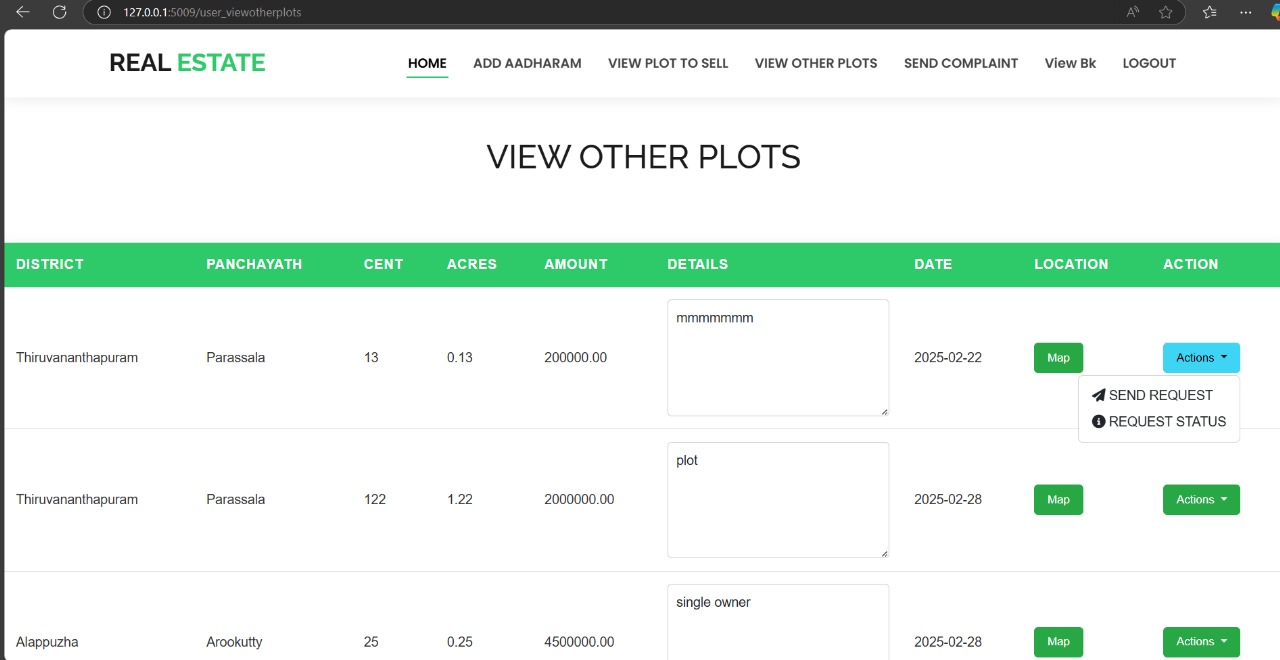 127.0.0.1:5009/user_viewotherplots
REAL ESTATE HOME ADD AADHARAM VIEW PLOT TO SELL VIEW OTHER PLOTS SEND COMPLAINT View Bk LOGOUT
VIEW OTHER PLOTS
DISTRICT PANCHAYATH CENT ACRES AMOUNT DETAILS DATE LOCATION ACTION
mmmmmmm
Thiruvananthapuram Parassala 13 0.13 200000.00 2025-02-22 Map Actions
SEND REQUEST
REQUEST STATUS
plot
Thiruvananthapuram Parassala 122 1.22 2000000.00 2025-02-28 Map Actions
single owner
Alappuzha Arookutty 25 0.25 4500000.00 2025-02-28 Map Actions